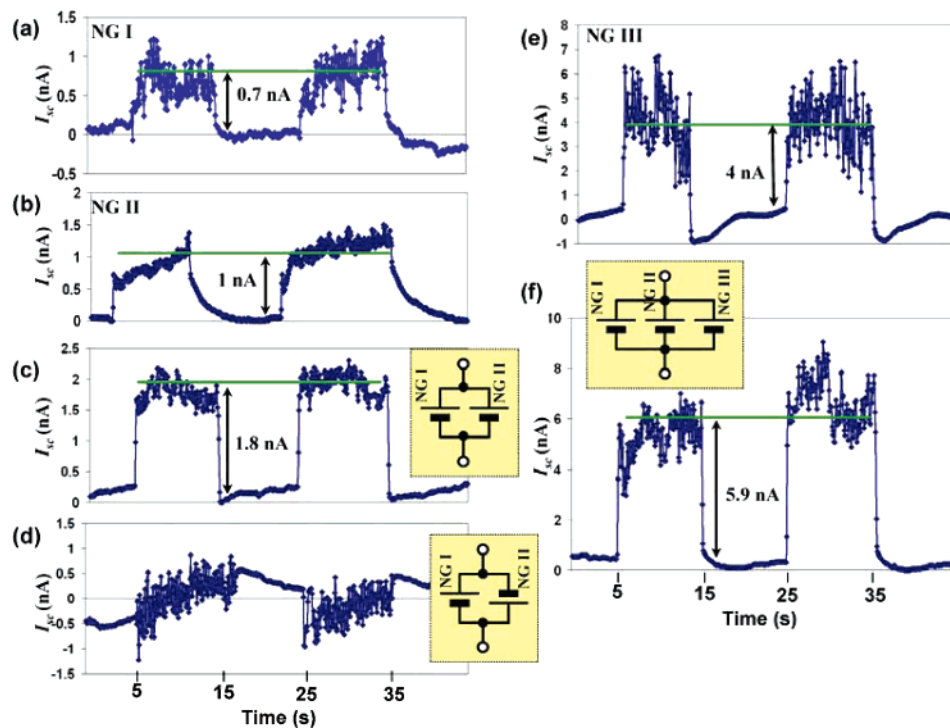 (a) NG I
1.5
1
0.5
0
-0.5
I_sc (nA)
0.7 nA
(b) NG II
2
1.5
1
0.5
0
I_sc (nA)
1 nA
(c)
2.5
2
1.5
1
0.5
0
I_sc (nA)
1.8 nA
NG I
NG II
(d)
1.5
1
0.5
0
-0.5
-1
-1.5
I_sc (nA)
NG I
NG II
5 15 25 35
Time (s)
(e) NG III
8
7
6
5
4
3
2
1
0
-1
I_sc (nA)
4 nA
(f)
NG I
NG II
NG III
10
8
6
4
2
0
I_sc (nA)
5.9 nA
5 15 25 35
Time (s)